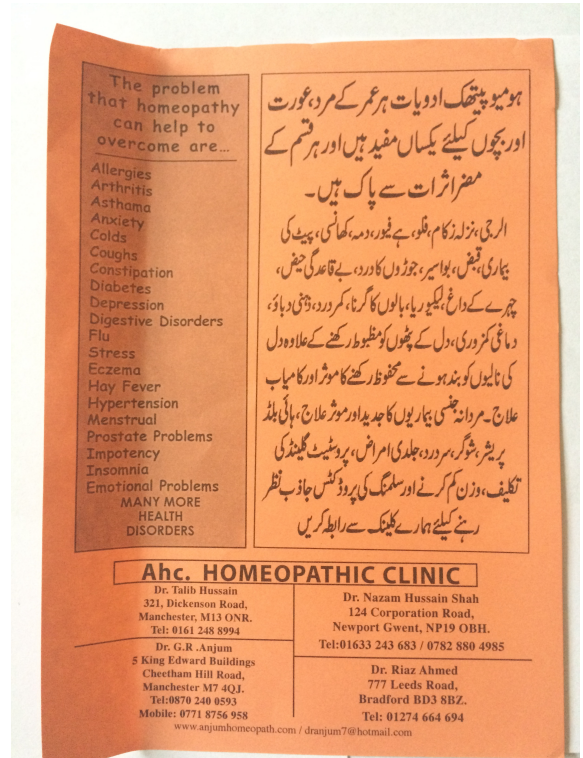 The problem
that homeopathy
can help to
overcome are...
Allergies
Arthritis
Asthama
Anxiety
Colds
Coughs
Constipation
Diabetes
Depression
Digestive Disorders
Flu
Stress
Eczema
Hay Fever
Hypertension
Menstrual
Prostate Problems
Impotency
Insomnia
Emotional Problems
MANY MORE
HEALTH
DISORDERS
ہومیوپیتھک ادویات ہر عمر کے مرد، عورت
اور بچوں کیلئے یکساں مفید ہیں اور ہر قسم کے
مضر اثرات سے پاک ہیں۔
الرجی، نزلہ زکام، فلو، ہے فیور، دمہ، کھانسی، پیٹ کی
بیماری قبض، بواسیر، جوڑوں کا درد، بے قاعدگی حیض،
چہرے کے داغ، لیکیوریا، بالوں کا گرنا، کمر درد، ذہنی دباؤ،
دماغی کمزوری، دل کے پٹھوں کو مظبوط رکھنے کے علاوہ دل
کی نالیوں کو بند ہونے سے محفوظ رکھنے کا موثر اور کامیاب
علاج۔ مردانہ جنسی بیماریوں کا جدید اور موثر علاج، ہائی بلڈ
پریشر، شوگر، سردرد، جلدی امراض، پروسٹیٹ گلینڈ کی
تکلیف، وزن کم کرنے اور سلمنگ کی پروڈکٹس جاذب نظر
رہنے کیلئے ہمارے کلینک سے رابطہ کریں
Ahc. HOMEOPATHIC CLINIC
Dr. Talib Hussain
321, Dickenson Road,
Manchester, M13 ONR.
Tel: 0161 248 8994
Dr. Nazam Hussain Shah
124 Corporation Road,
Newport Gwent, NP19 OBH.
Tel:01633 243 683 / 0782 880 4985
Dr. G.R .Anjum
5 King Edward Buildings
Cheetham Hill Road,
Manchester M7 4QJ.
Tel:0870 240 0593
Mobile: 0771 8756 958
Dr. Riaz Ahmed
777 Leeds Road,
Bradford BD3 8BZ.
Tel: 01274 664 694
www.anjumhomeopath.com / dranjum7@hotmail.com